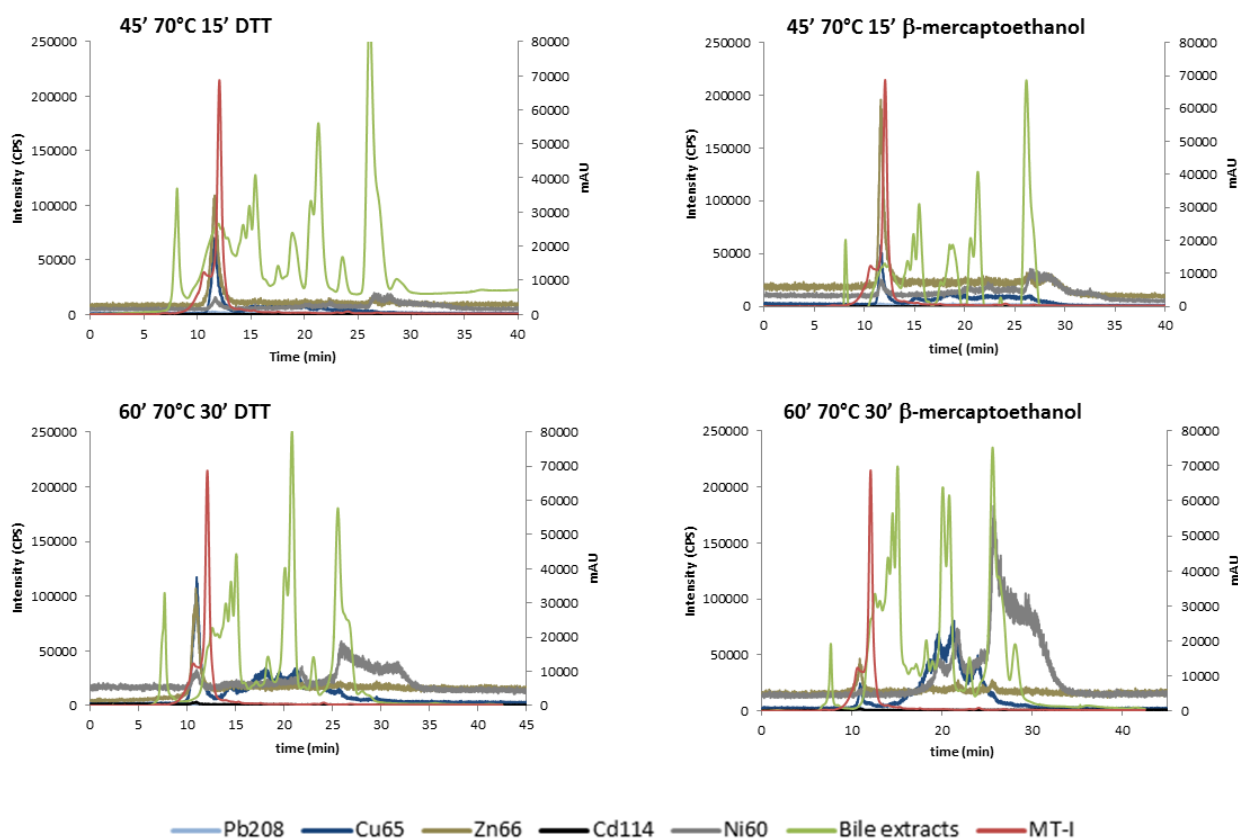 45’ 70°C 15’ DTT
250000
200000
150000
100000
50000
0
Intensity (CPS)
80000
70000
60000
50000
40000
30000
20000
10000
0
mAU
0 5 10 15 20 25 30 35 40
Time (min)
45’ 70°C 15’ β-mercaptoethanol
250000
200000
150000
100000
50000
0
Intensity (CPS)
80000
70000
60000
50000
40000
30000
20000
10000
0
mAU
0 5 10 15 20 25 30 35 40
time( (min)
60’ 70°C 30’ DTT
250000
200000
150000
100000
50000
0
Intensity (CPS)
80000
70000
60000
50000
40000
30000
20000
10000
0
mAU
0 5 10 15 20 25 30 35 40 45
time (min)
60’ 70°C 30’ β-mercaptoethanol
250000
200000
150000
100000
50000
0
Intensity (CPS)
80000
70000
60000
50000
40000
30000
20000
10000
0
mAU
0 10 20 30 40
time (min)
Pb208 Cu65 Zn66 Cd114 Ni60 Bile extracts MT-I